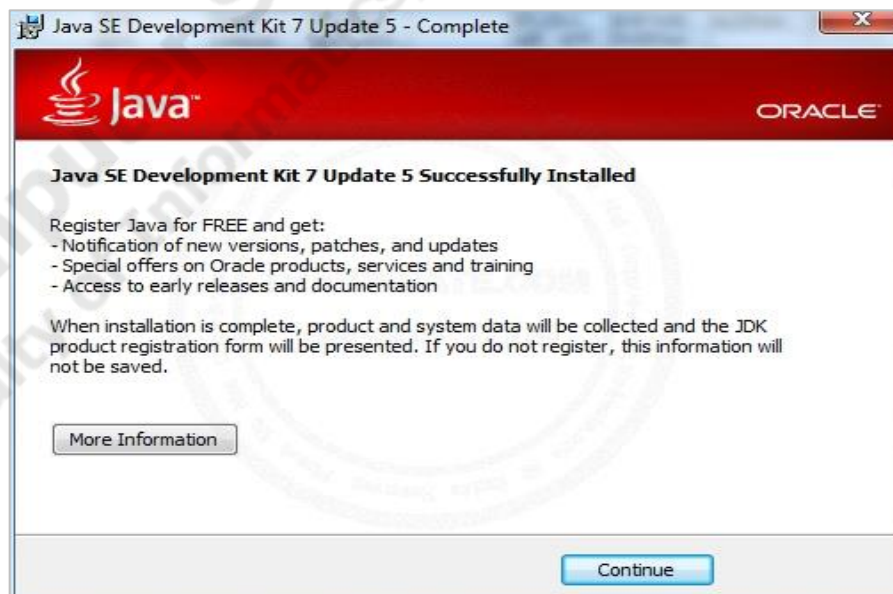 Java SE Development Kit 7 Update 5 - Complete
Java™
ORACLE
Java SE Development Kit 7 Update 5 Successfully Installed
Register Java for FREE and get:
- Notification of new versions, patches, and updates
- Special offers on Oracle products, services and training
- Access to early releases and documentation
When installation is complete, product and system data will be collected and the JDK
product registration form will be presented. If you do not register, this information will
not be saved.
More Information
Continue